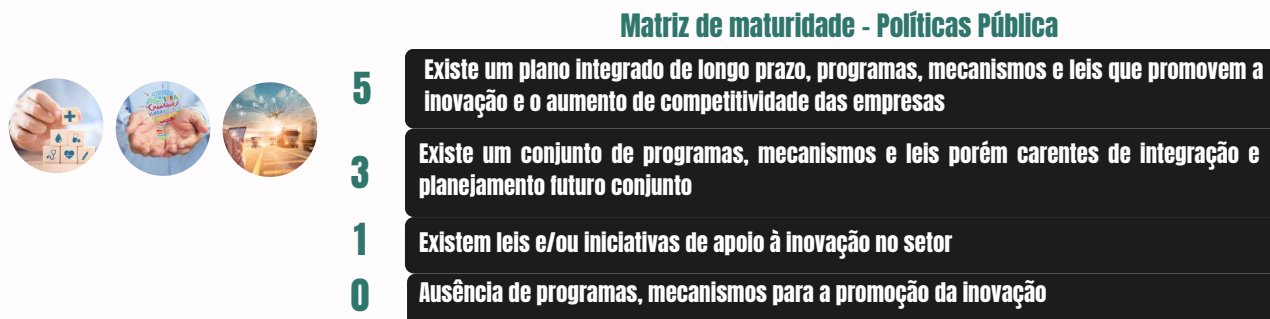 Matriz de maturidade - Políticas Pública
5
Existe um plano integrado de longo prazo, programas, mecanismos e leis que promovem a
inovação e o aumento de competitividade das empresas
3
Existe um conjunto de programas, mecanismos e leis porém carentes de integração e
planejamento futuro conjunto
1
Existem leis e/ou iniciativas de apoio à inovação no setor
0
Ausência de programas, mecanismos para a promoção da inovação